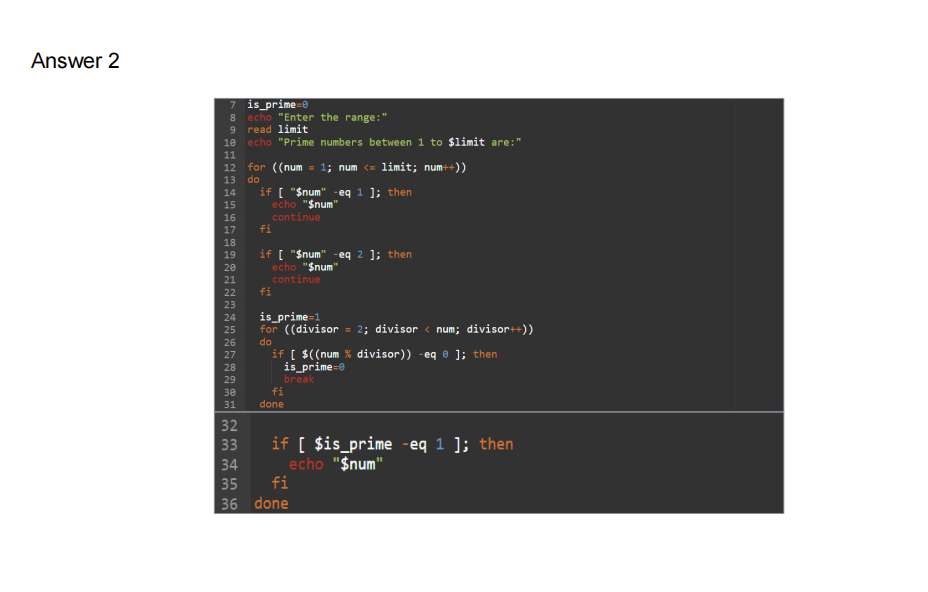 Answer 2
7 is_prime=0
8 echo "Enter the range:"
9 read limit
10 echo "Prime numbers between 1 to $limit are:"
11
12 for ((num = 1; num <= limit; num++))
13 do
14   if [ "$num" -eq 1 ]; then
15     echo "$num"
16     continue
17   fi
18
19   if [ "$num" -eq 2 ]; then
20     echo "$num"
21     continue
22   fi
23
24   is_prime=1
25   for ((divisor = 2; divisor < num; divisor++))
26   do
27     if [ $((num % divisor)) -eq 0 ]; then
28       is_prime=0
29       break
30     fi
31   done
32
33   if [ $is_prime -eq 1 ]; then
34     echo "$num"
35   fi
36 done